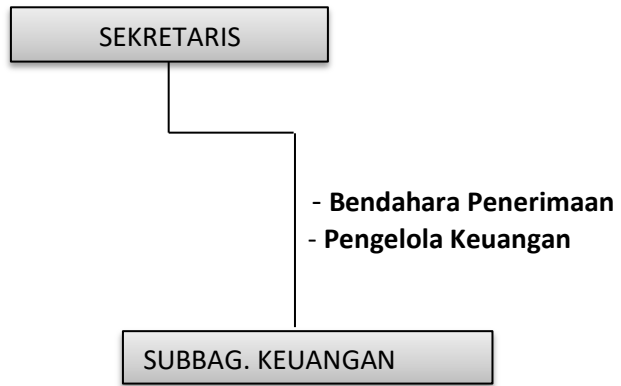 SEKRETARIS
- Bendahara Penerimaan
- Pengelola Keuangan
SUBBAG. KEUANGAN